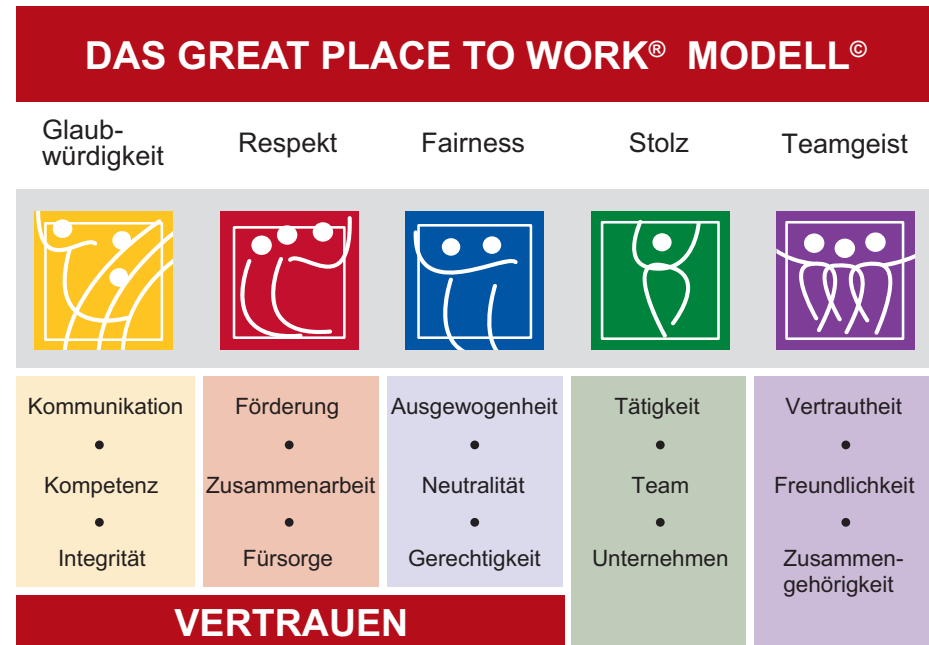 DAS GREAT PLACE TO WORK® MODELL©
Glaub-
würdigkeit
Respekt
Fairness
Stolz
Teamgeist
Kommunikation
•
Kompetenz
•
Integrität
Förderung
•
Zusammenarbeit
•
Fürsorge
Ausgewogenheit
•
Neutralität
•
Gerechtigkeit
Tätigkeit
•
Team
•
Unternehmen
Vertrautheit
•
Freundlichkeit
•
Zusammen-
gehörigkeit
VERTRAUEN